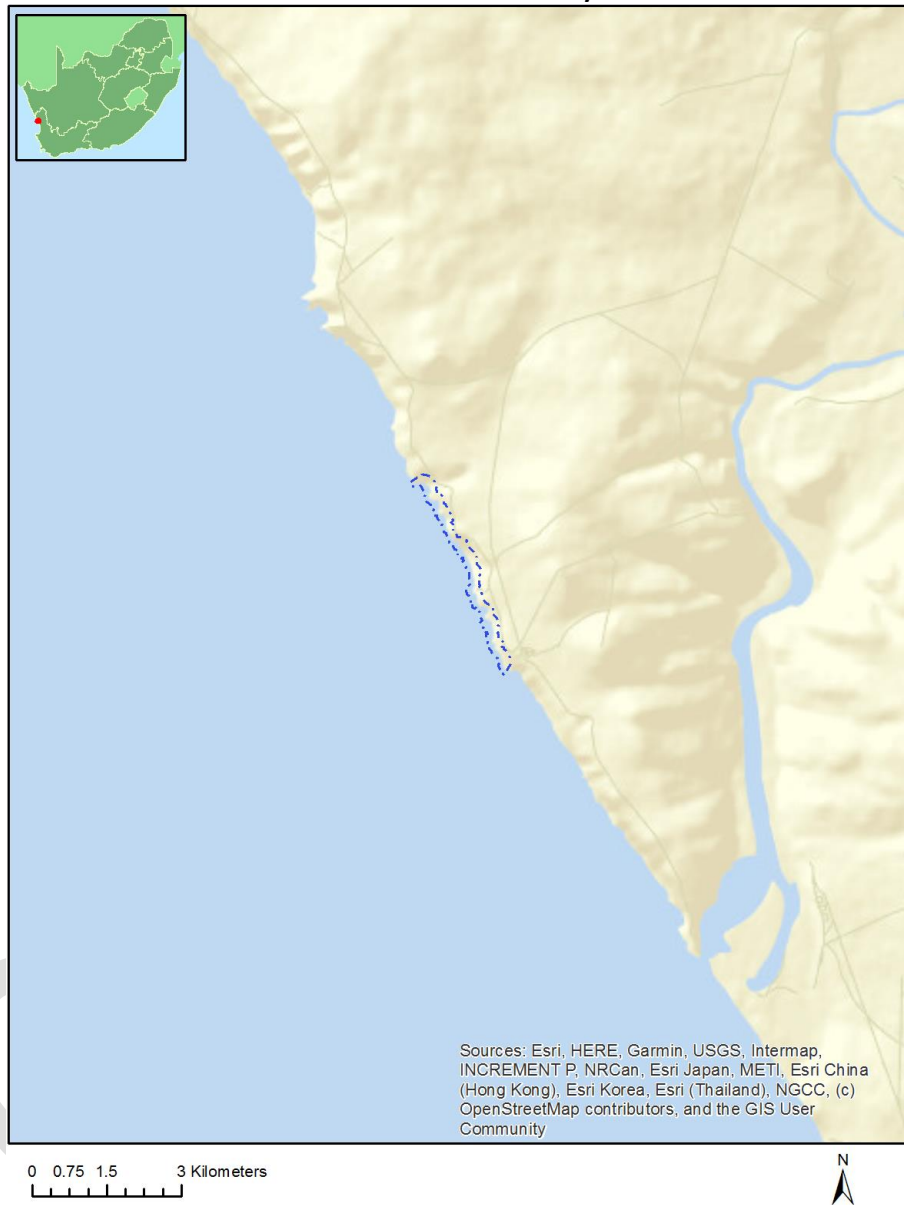 Sources: Esri, HERE, Garmin, USGS, Intermap,
INCREMENT P, NRCan, Esri Japan, METI, Esri China
(Hong Kong), Esri Korea, Esri (Thailand), NGCC, (c)
OpenStreetMap contributors, and the GIS User
Community
0 0.75 1.5 3 Kilometers
N